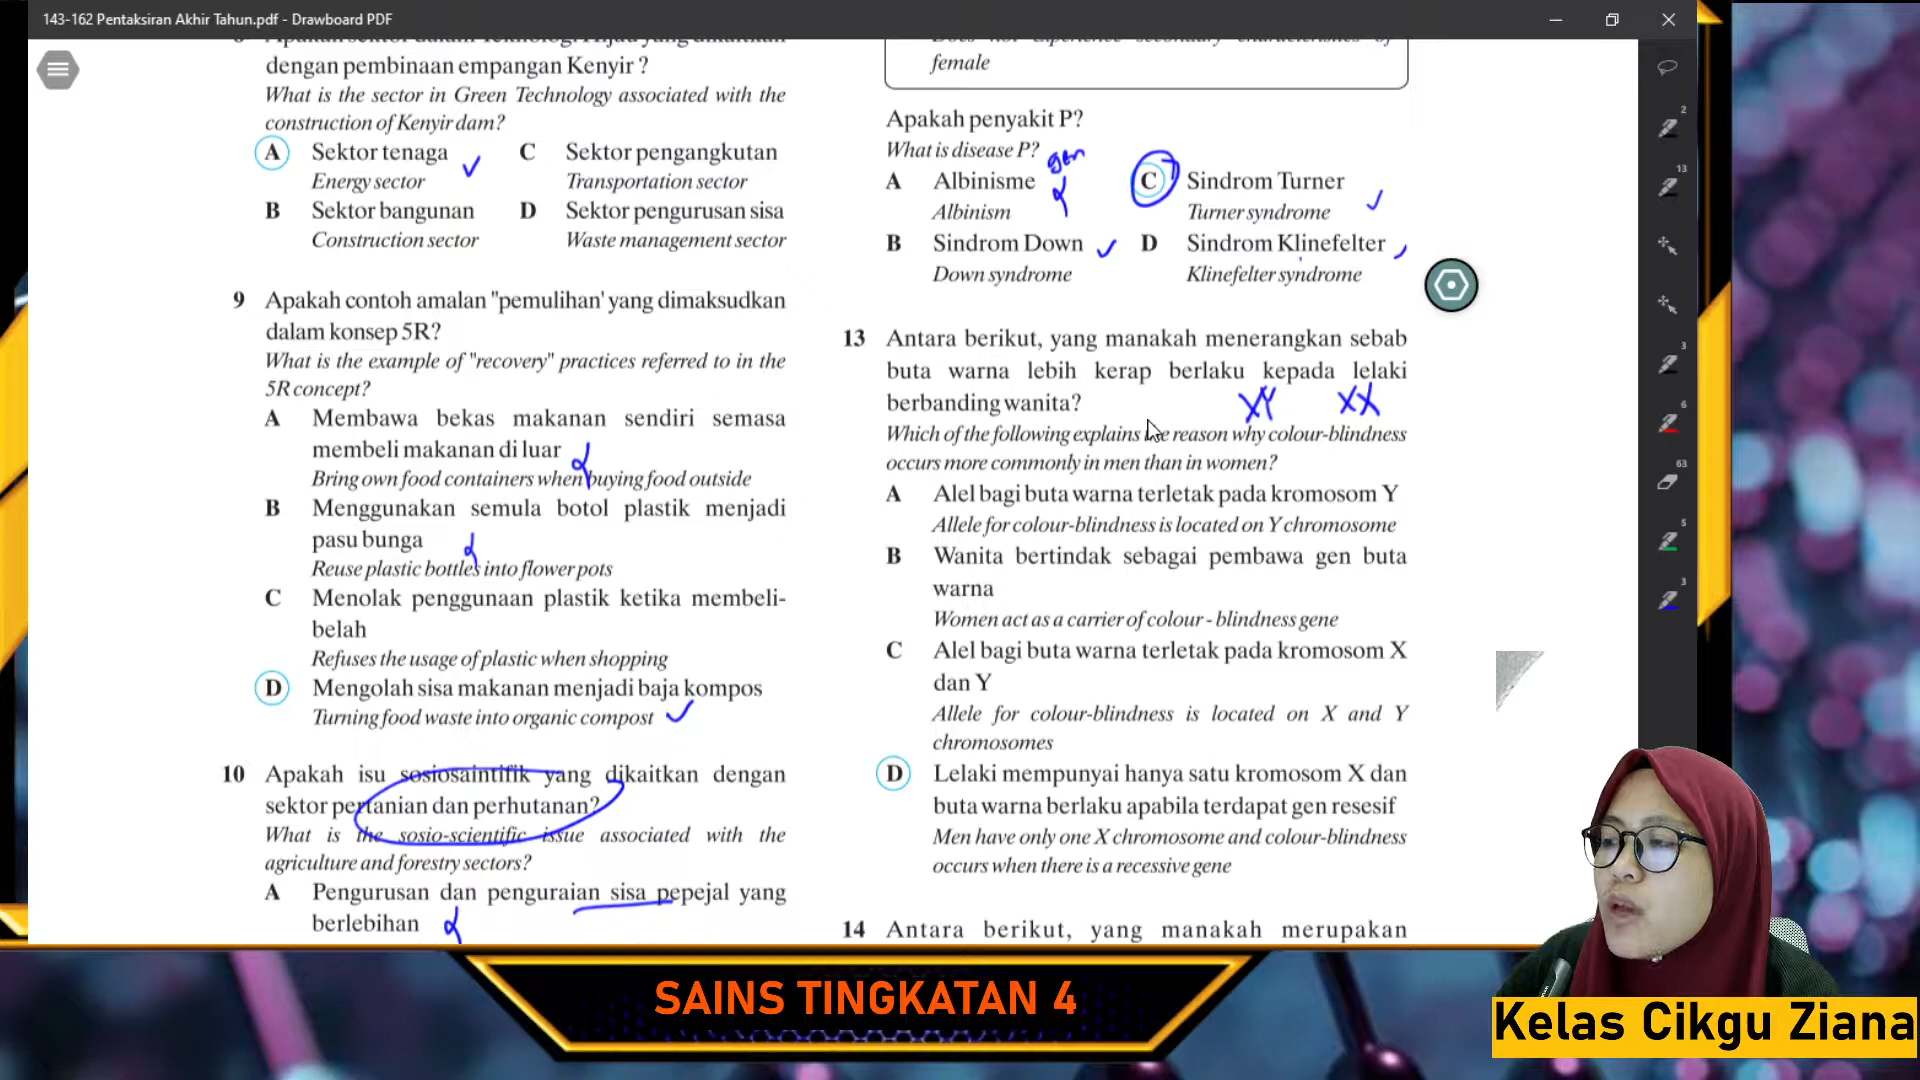 143-162 Pentaksiran Akhir Tahun.pdf - Drawboard PDF
dengan pembinaan empangan Kenyir ?
What is the sector in Green Technology associated with the
construction of Kenyir dam?
A Sektor tenaga
Energy sector
C Sektor pengangkutan
Transportation sector
B Sektor bangunan
Construction sector
D Sektor pengurusan sisa
Waste management sector
9 Apakah contoh amalan "pemulihan' yang dimaksudkan
dalam konsep 5R?
What is the example of "recovery" practices referred to in the
5R concept?
A Membawa bekas makanan sendiri semasa
membeli makanan di luar
Bring own food containers when buying food outside
B Menggunakan semula botol plastik menjadi
pasu bunga
Reuse plastic bottles into flower pots
C Menolak penggunaan plastik ketika membeli-
belah
Refuses the usage of plastic when shopping
D Mengolah sisa makanan menjadi baja kompos
Turning food waste into organic compost
10 Apakah isu sosiosaintifik yang dikaitkan dengan
sektor pertanian dan perhutanan?
What is the sosio-scientific issue associated with the
agriculture and forestry sectors?
A Pengurusan dan penguraian sisa pepejal yang
berlebihan
female
Apakah penyakit P?
What is disease P?
gen
A Albinisme
Albinism
C Sindrom Turner
Turner syndrome
B Sindrom Down
Down syndrome
D Sindrom Klinefelter
Klinefelter syndrome
13 Antara berikut, yang manakah menerangkan sebab
buta warna lebih kerap berlaku kepada lelaki
berbanding wanita?
XY XX
Which of the following explains the reason why colour-blindness
occurs more commonly in men than in women?
A Alel bagi buta warna terletak pada kromosom Y
Allele for colour-blindness is located on Y chromosome
B Wanita bertindak sebagai pembawa gen buta
warna
Women act as a carrier of colour - blindness gene
C Alel bagi buta warna terletak pada kromosom X
dan Y
Allele for colour-blindness is located on X and Y
chromosomes
D Lelaki mempunyai hanya satu kromosom X dan
buta warna berlaku apabila terdapat gen resesif
Men have only one X chromosome and colour-blindness
occurs when there is a recessive gene
14 Antara berikut, yang manakah merupakan
2
13
3
6
63
5
3
SAINS TINGKATAN 4
Kelas Cikgu Ziana